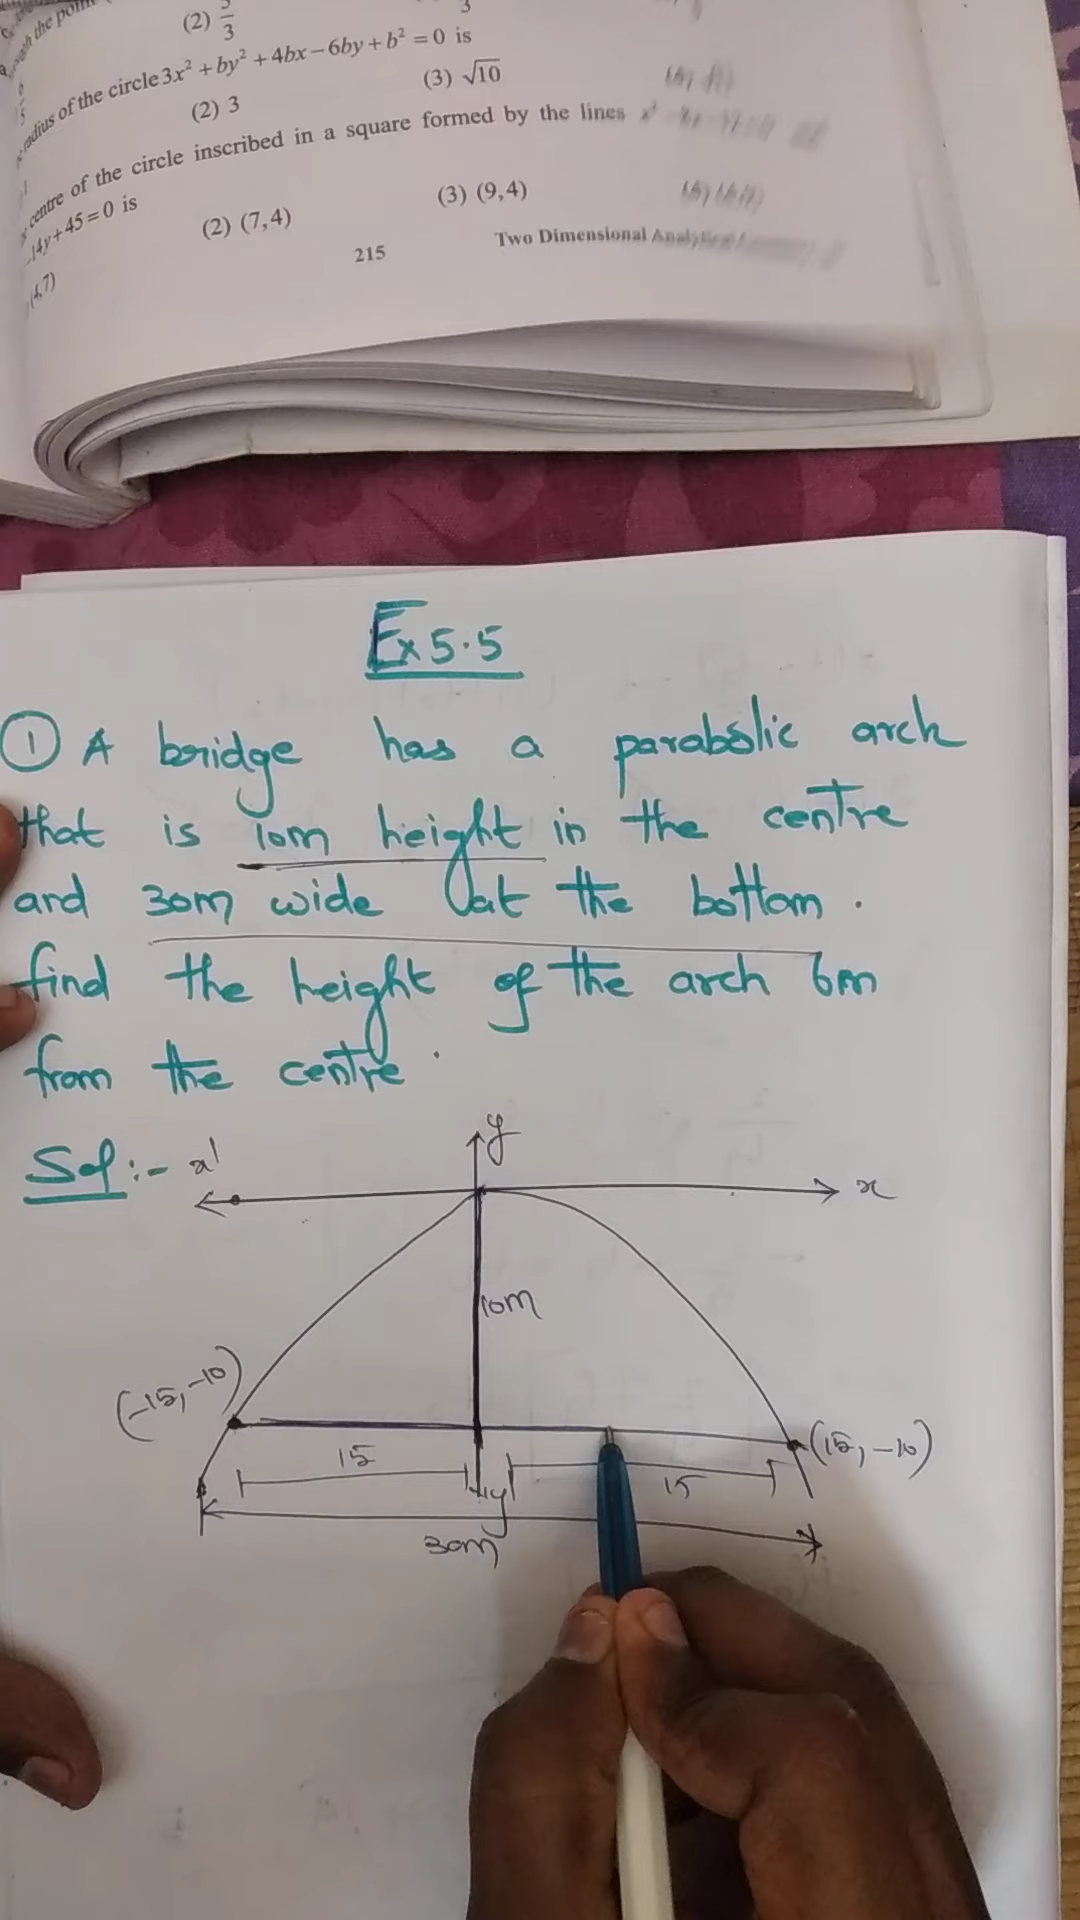 (2) 5/3
radius of the circle 3x² + by² + 4bx − 6by + b² = 0 is
(2) 3
(3) √10
centre of the circle inscribed in a square formed by the lines
−14y + 45 = 0 is
(4,7)
(2) (7,4)
(3) (9,4)
215
Two Dimensional
Ex 5.5
① A bridge has a parabolic arch
that is 10m height in the centre
and 30m wide at the bottom.
find the height of the arch 6m
from the centre.
Sol :-
x'
y
x
10m
(-15, -10)
(15, -10)
15
15
30m